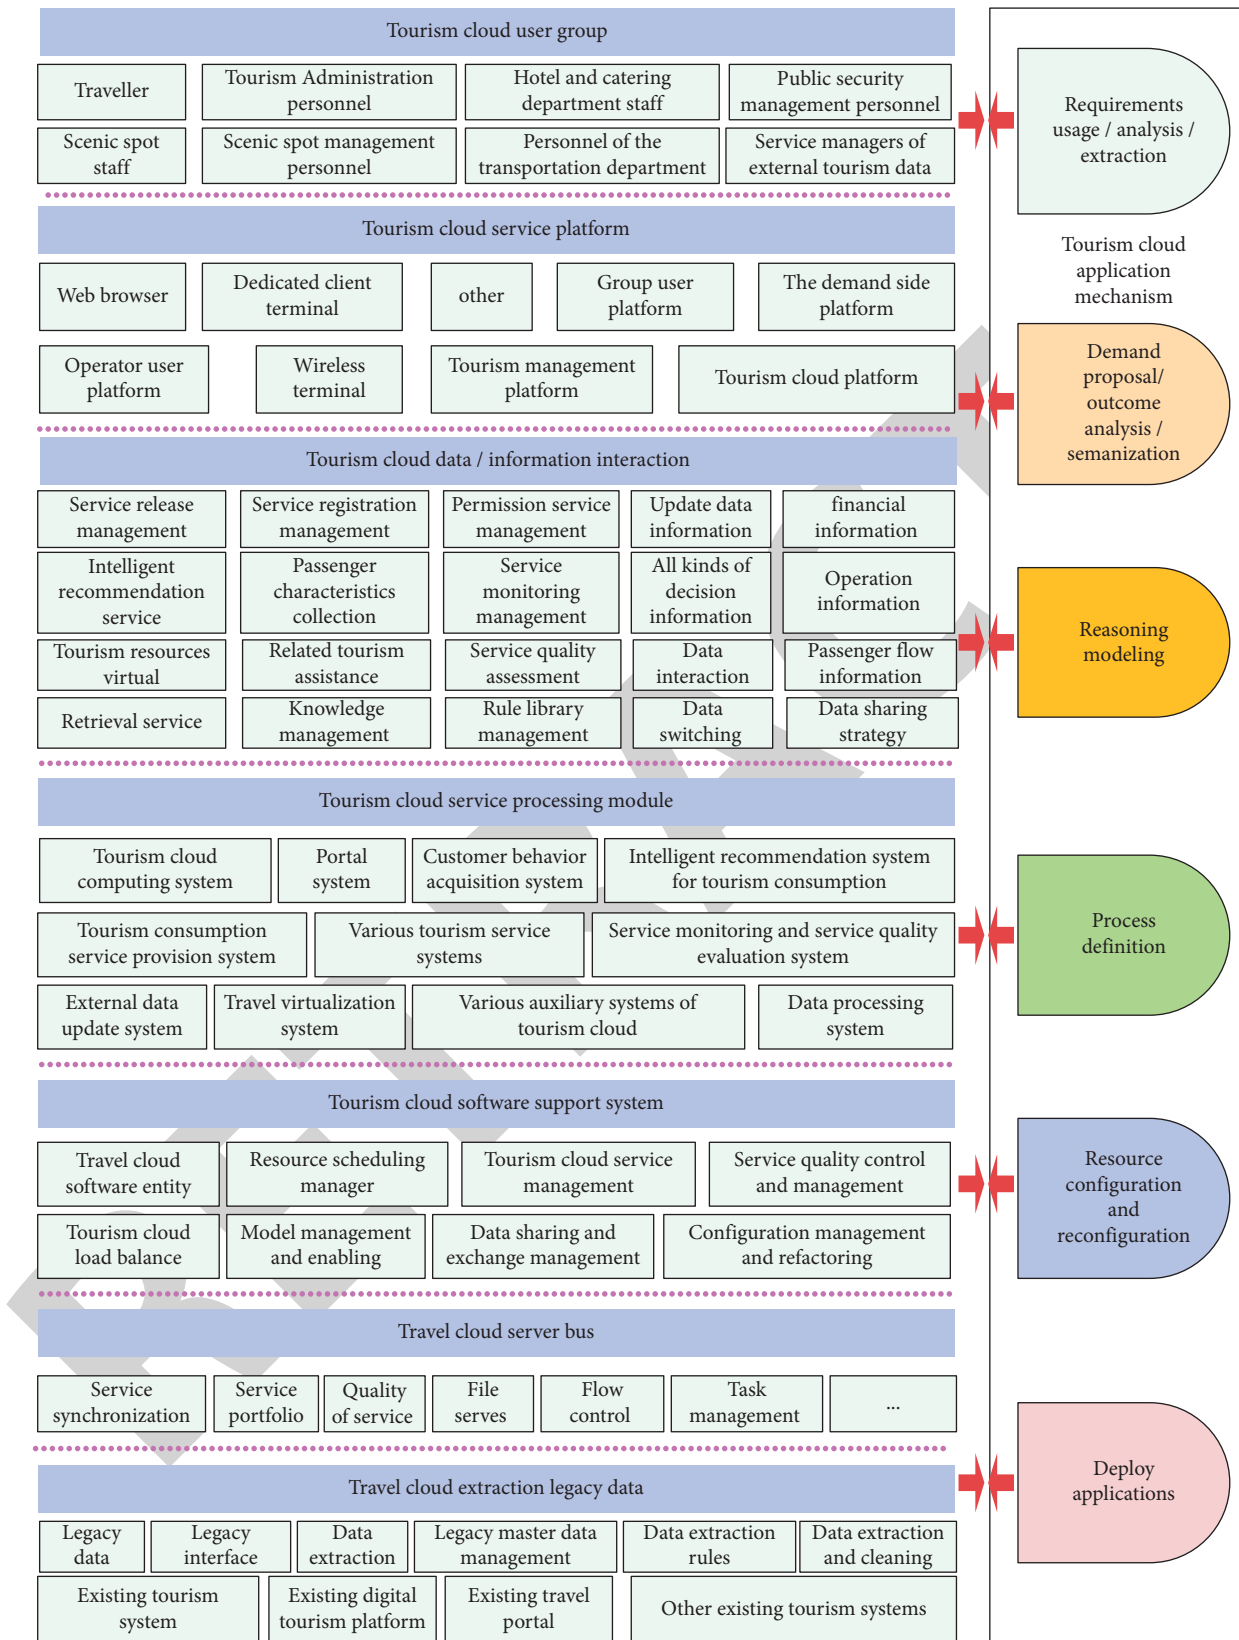 Tourism cloud user group
Traveller
Tourism Administration
personnel
Hotel and catering
department staff
Public security
management personnel
Scenic spot
staff
Scenic spot management
personnel
Personnel of the
transportation department
Service managers of
external tourism data
Requirements
usage / analysis /
extraction
Tourism cloud service platform
Web browser
Dedicated client
terminal
other
Group user
platform
The demand side
platform
Operator user
platform
Wireless
terminal
Tourism management
platform
Tourism cloud platform
Tourism cloud
application
mechanism
Demand
proposal/
outcome
analysis /
semanization
Tourism cloud data / information interaction
Service release
management
Service registration
management
Permission service
management
Update data
information
financial
information
Intelligent
recommendation
service
Passenger
characteristics
collection
Service
monitoring
management
All kinds of
decision
information
Operation
information
Tourism resources
virtual
Related tourism
assistance
Service quality
assessment
Data
interaction
Passenger flow
information
Retrieval service
Knowledge
management
Rule library
management
Data
switching
Data sharing
strategy
Reasoning
modeling
Tourism cloud service processing module
Tourism cloud
computing system
Portal
system
Customer behavior
acquisition system
Intelligent recommendation system
for tourism consumption
Tourism consumption
service provision system
Various tourism service
systems
Service monitoring and service quality
evaluation system
External data
update system
Travel virtualization
system
Various auxiliary systems of
tourism cloud
Data processing
system
Process
definition
Tourism cloud software support system
Travel cloud
software entity
Resource scheduling
manager
Tourism cloud service
management
Service quality control
and management
Tourism cloud
load balance
Model management
and enabling
Data sharing and
exchange management
Configuration management
and refactoring
Resource
configuration
and
reconfiguration
Travel cloud server bus
Service
synchronization
Service
portfolio
Quality
of service
File
serves
Flow
control
Task
management
...
Travel cloud extraction legacy data
Legacy
data
Legacy
interface
Data
extraction
Legacy master data
management
Data extraction
rules
Data extraction
and cleaning
Existing tourism
system
Existing digital
tourism platform
Existing travel
portal
Other existing tourism systems
Deploy
applications
RETRACT